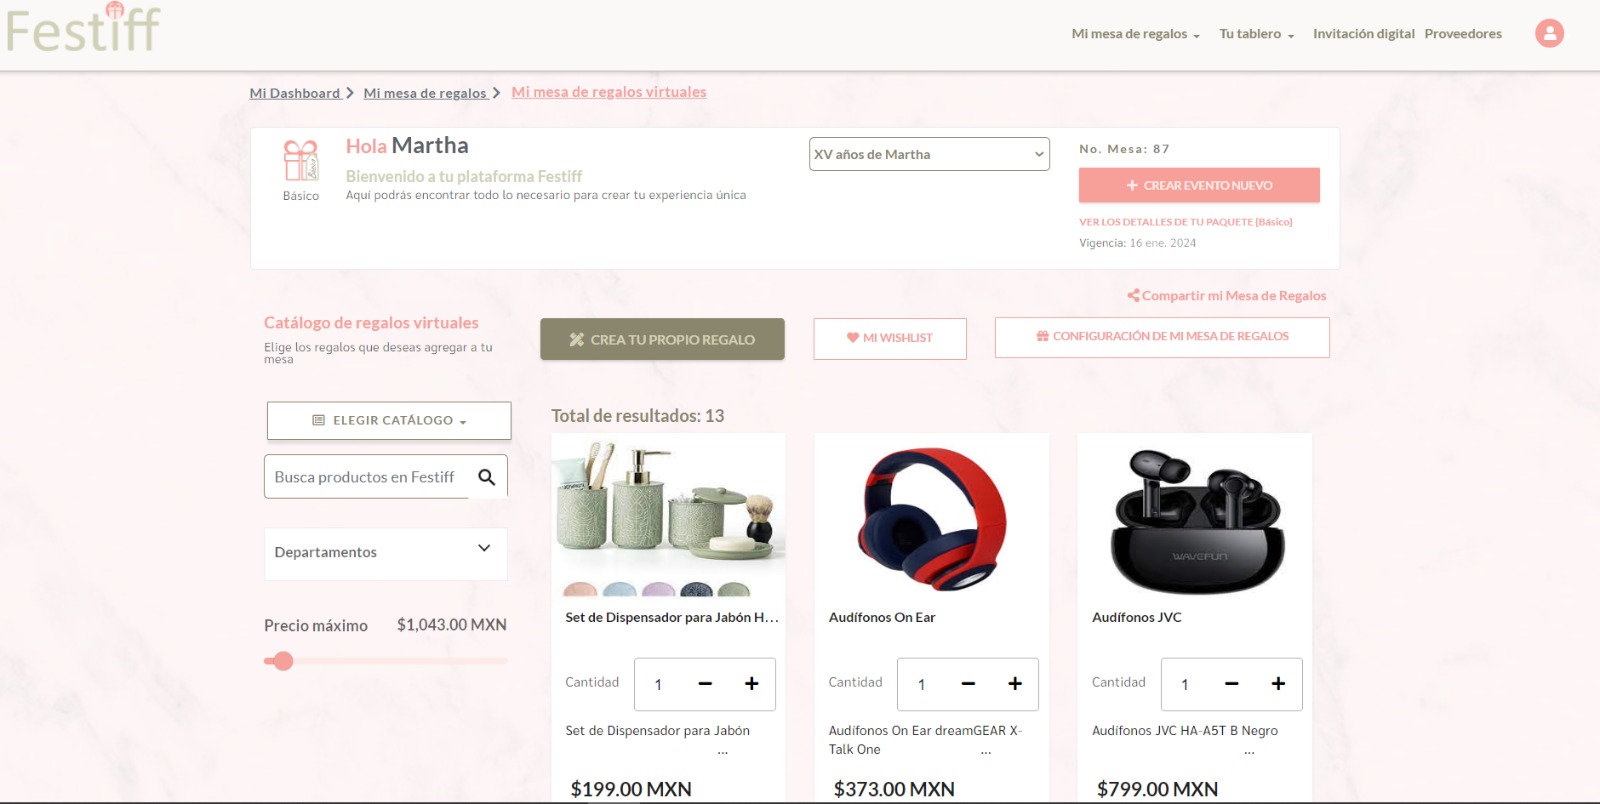 Festiff
Mi mesa de regalos
Tu tablero
Invitación digital
Proveedores
Mi Dashboard
Mi mesa de regalos
Mi mesa de regalos virtuales
Básico
Hola Martha
Bienvenido a tu plataforma Festiff
Aquí podrás encontrar todo lo necesario para crear tu experiencia única
XV años de Martha
No. Mesa: 87
CREAR EVENTO NUEVO
VER LOS DETALLES DE TU PAQUETE (Básico)
Vigencia: 16 ene. 2024
Compartir mi Mesa de Regalos
Catálogo de regalos virtuales
Elige los regalos que deseas agregar a tu
mesa
CREA TU PROPIO REGALO
MI WISHLIST
CONFIGURACIÓN DE MI MESA DE REGALOS
ELEGIR CATÁLOGO
Busca productos en Festiff
Departamentos
Precio máximo $1,043.00 MXN
Total de resultados: 13
Set de Dispensador para Jabón H...
Cantidad 1
Set de Dispensador para Jabón
...
$199.00 MXN
Audífonos On Ear
Cantidad 1
Audífonos On Ear dreamGEAR X-
Talk One ...
$373.00 MXN
WAVEFUN
Audífonos JVC
Cantidad 1
Audífonos JVC HA-A5T B Negro
...
$799.00 MXN